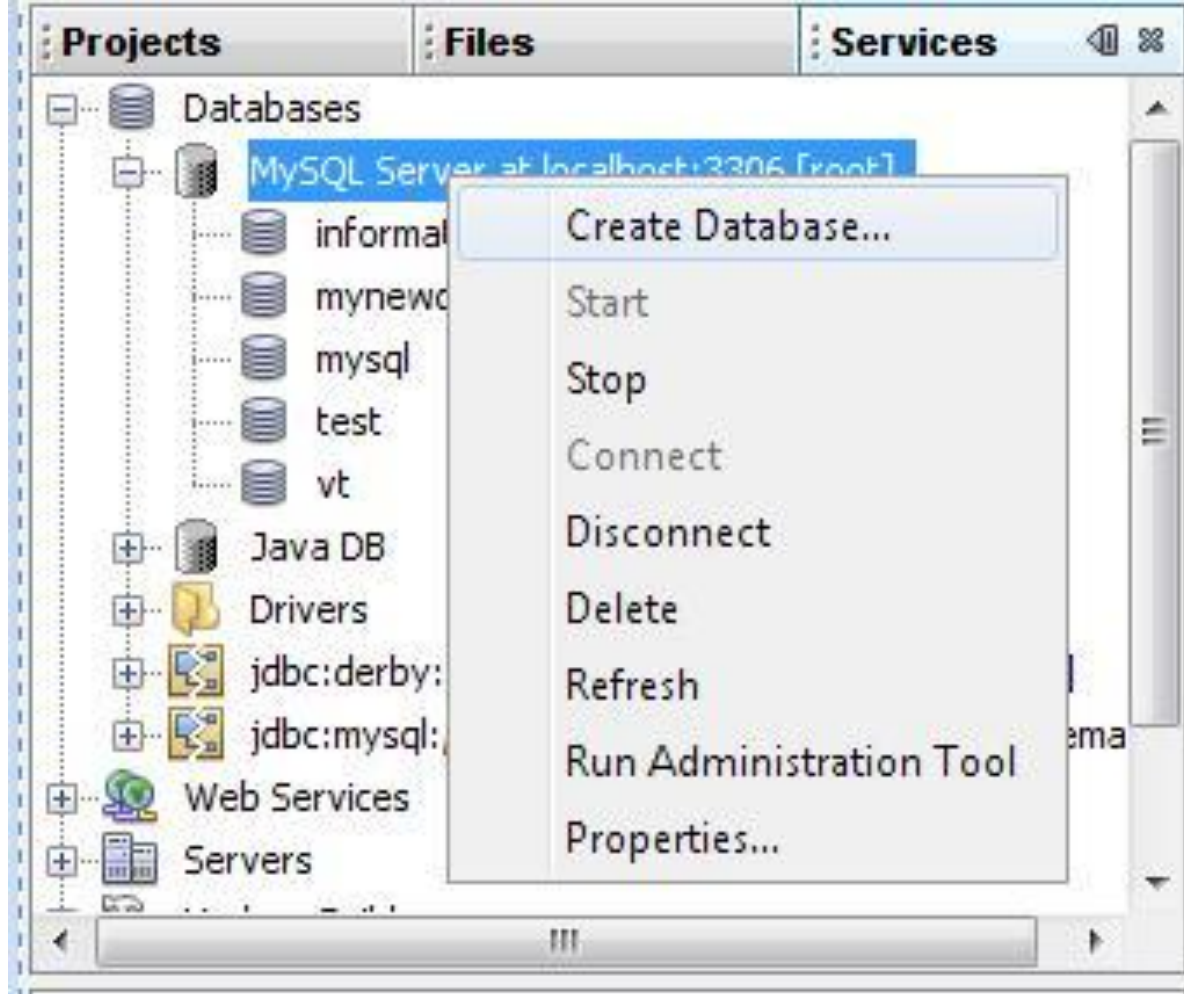 Projects
Files
Services
Databases
MySQL Server at localhost:3306 [root]
mysql
test
vt
Java DB
Drivers
jdbc:derby:
jdbc:mysql:
Web Services
Servers
Create Database...
Start
Stop
Connect
Disconnect
Delete
Refresh
Run Administration Tool
Properties...